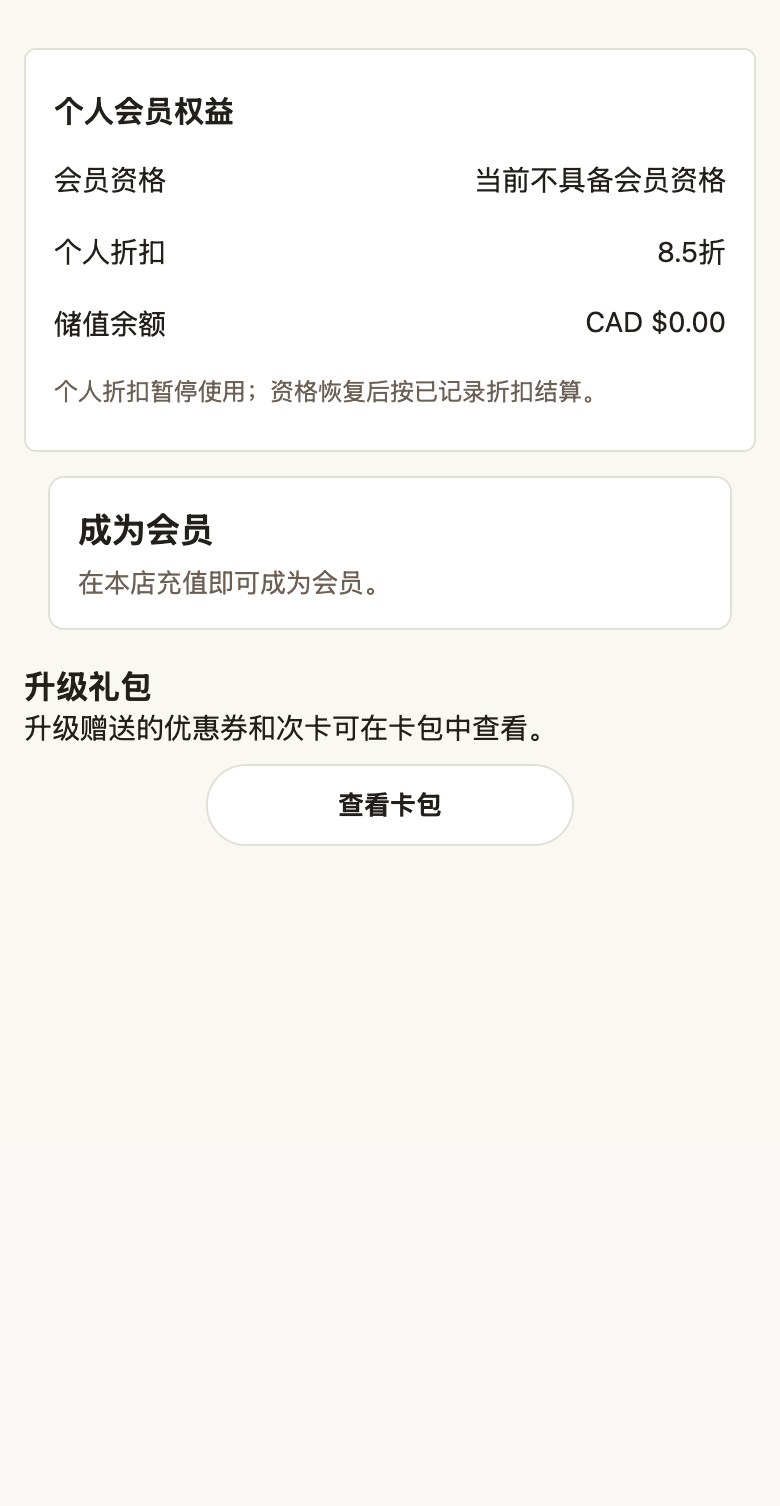 个人会员权益
会员资格 当前不具备会员资格
个人折扣 8.5折
储值余额 CAD $0.00
个人折扣暂停使用；资格恢复后按已记录折扣结算。
成为会员
在本店充值即可成为会员。
升级礼包
升级赠送的优惠券和次卡可在卡包中查看。
查看卡包